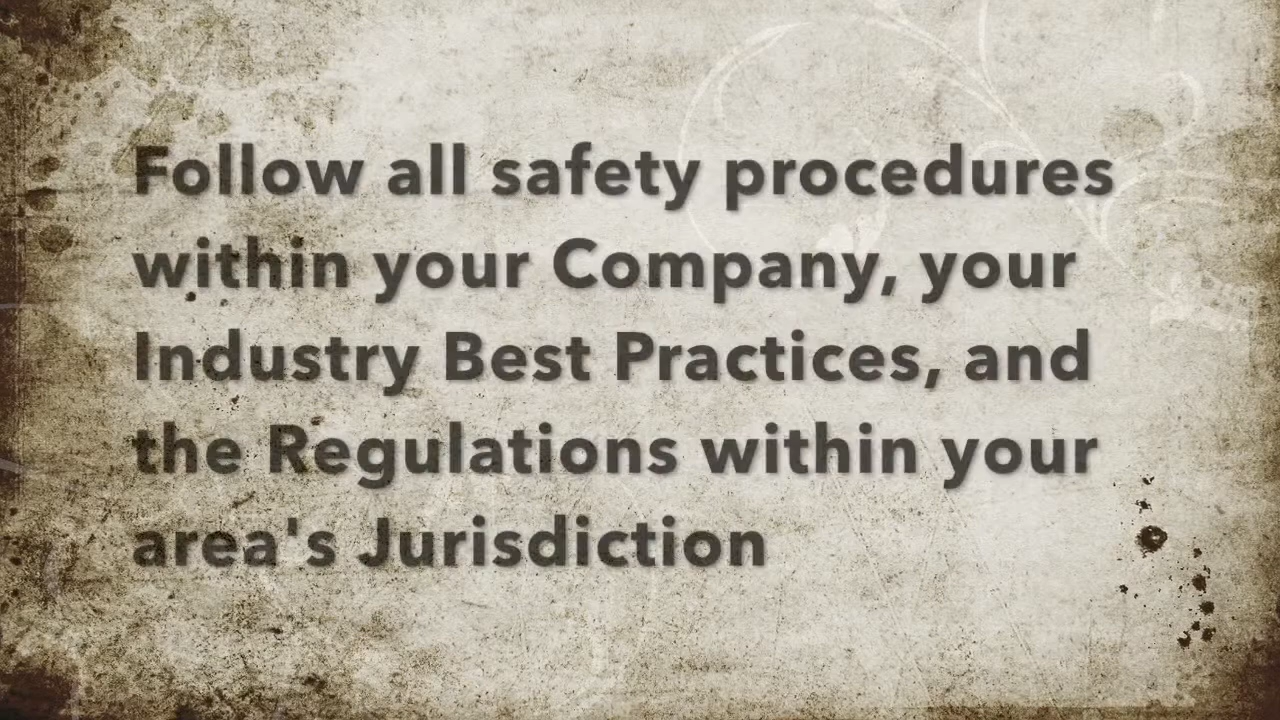 Follow all safety procedures
within your Company, your
Industry Best Practices, and
the Regulations within your
area's Jurisdiction